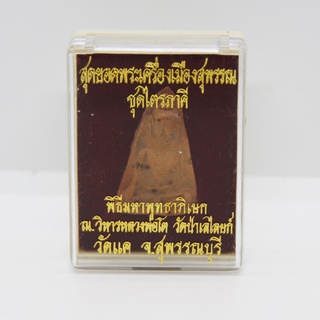 สุดยอดพระเครื่องเมืองสุพรรณ
ชุดไตรภาคี
พิธีมหาพุทธาภิเษก
ณ.วิหารหลวงพ่อโต วัดป่าเลไลยก์
วัดแค จ.สุพรรณบุรี